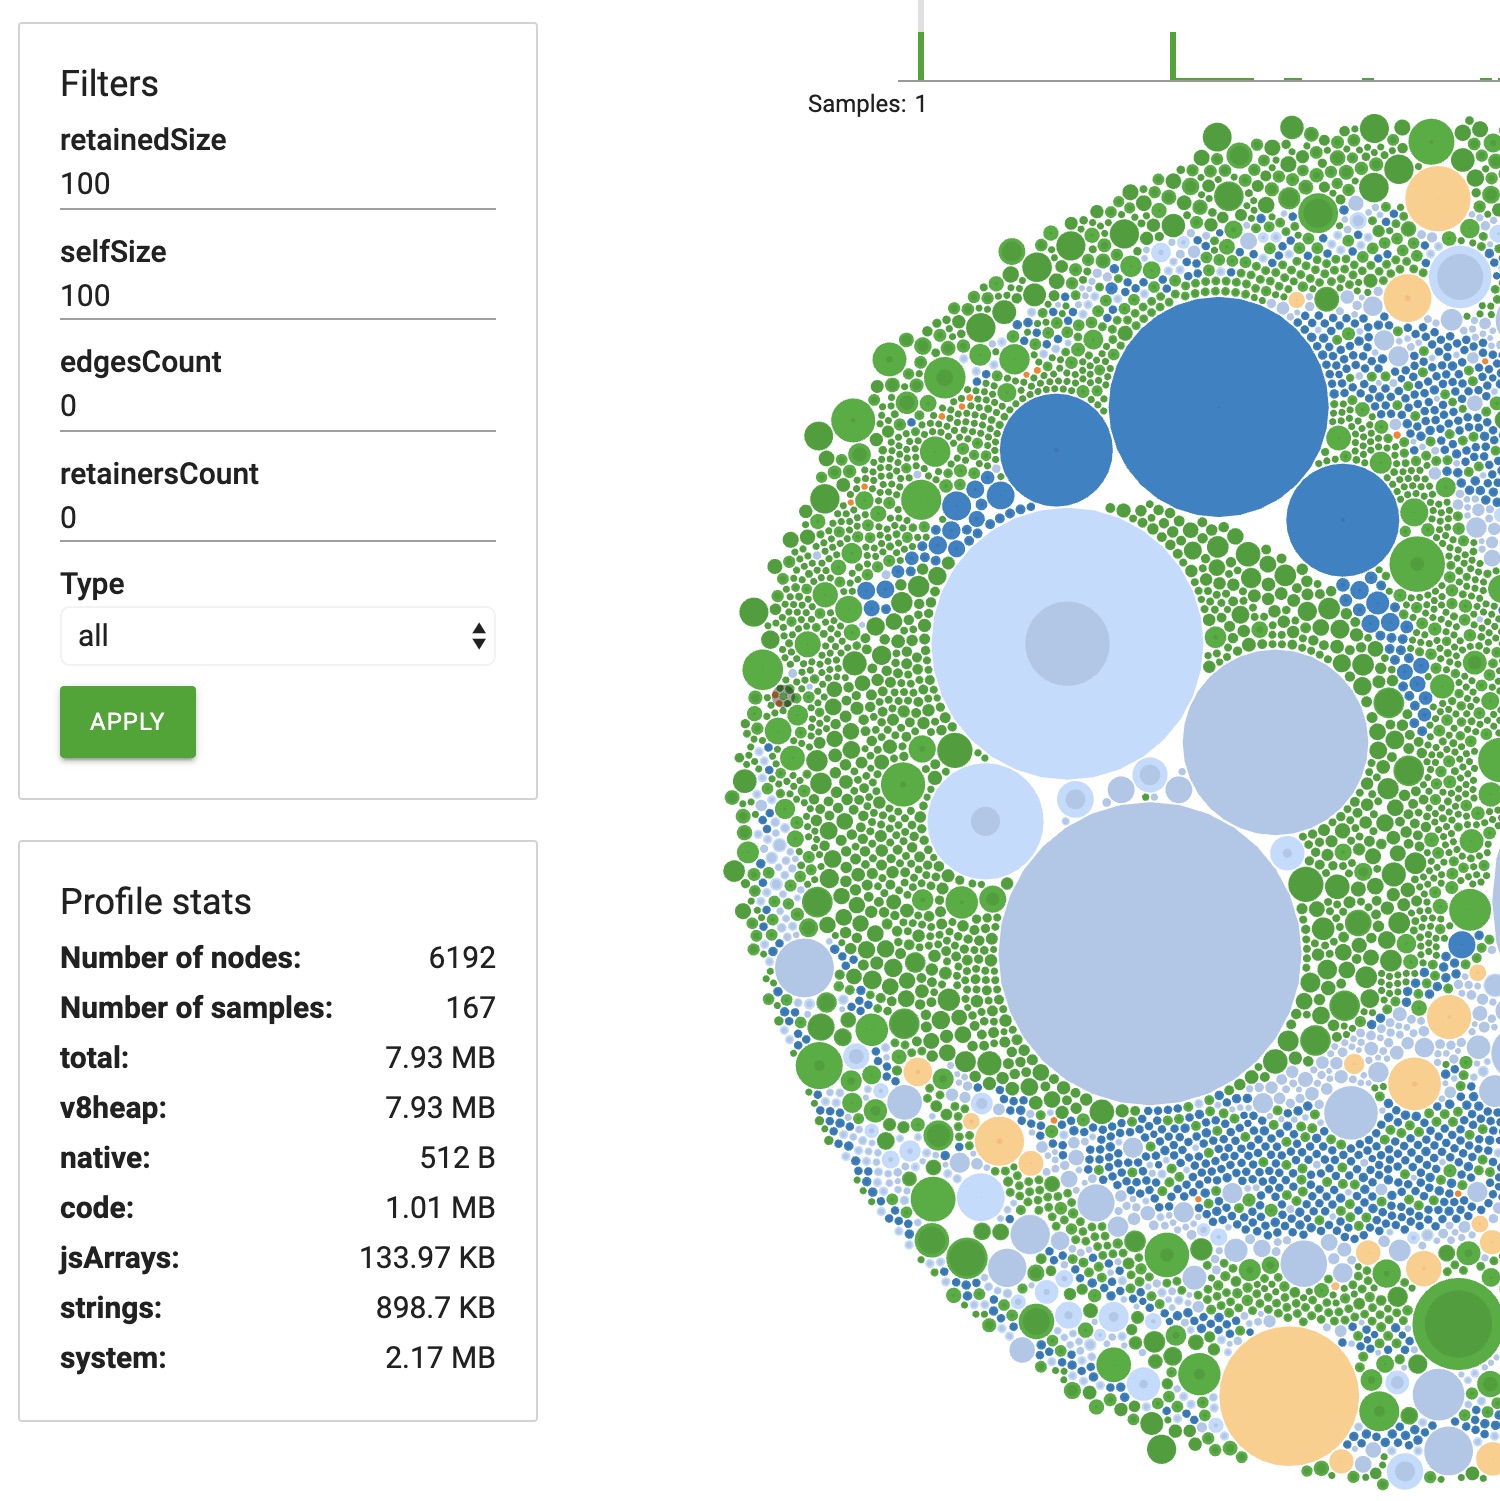 Filters
retainedSize
100
selfSize
100
edgesCount
0
retainersCount
0
Type
all
APPLY
Profile stats
Number of nodes: 6192
Number of samples: 167
total: 7.93 MB
v8heap: 7.93 MB
native: 512 B
code: 1.01 MB
jsArrays: 133.97 KB
strings: 898.7 KB
system: 2.17 MB
Samples: 1